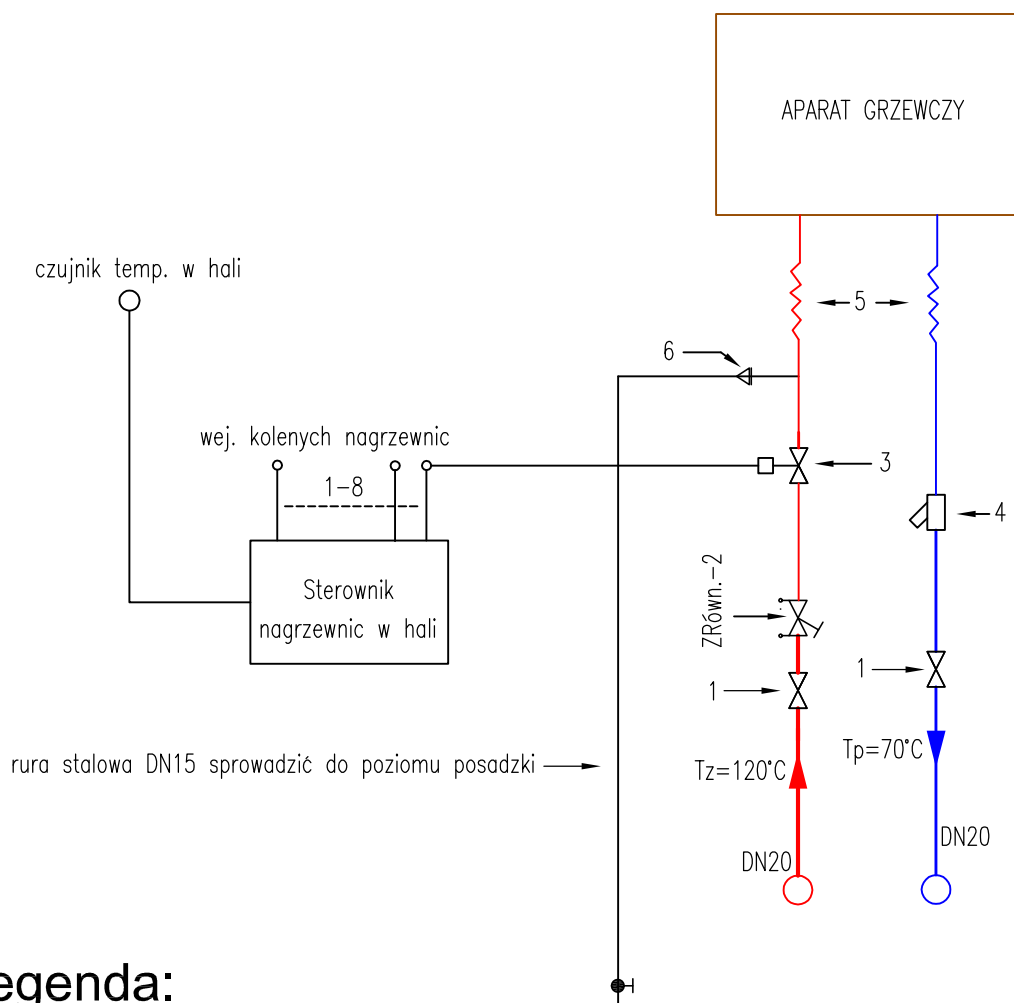 APARAT GRZEWCZY
czujnik temp. w hali
5
6
wej. kolenych nagrzewnic
3
1-8
4
Sterownik
nagrzewnic w hali
ZRówn.-2
1
1
rura stalowa DN15 sprowadzić do poziomu posadzki
Tz=120°C
Tp=70°C
DN20
DN20
egenda: